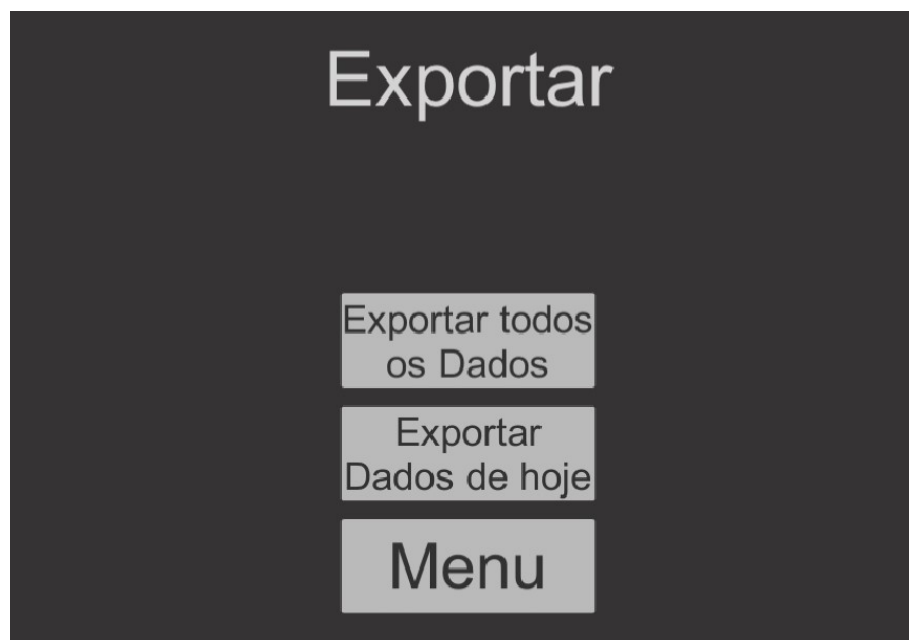 Exportar
Exportar todos
os Dados
Exportar
Dados de hoje
Menu